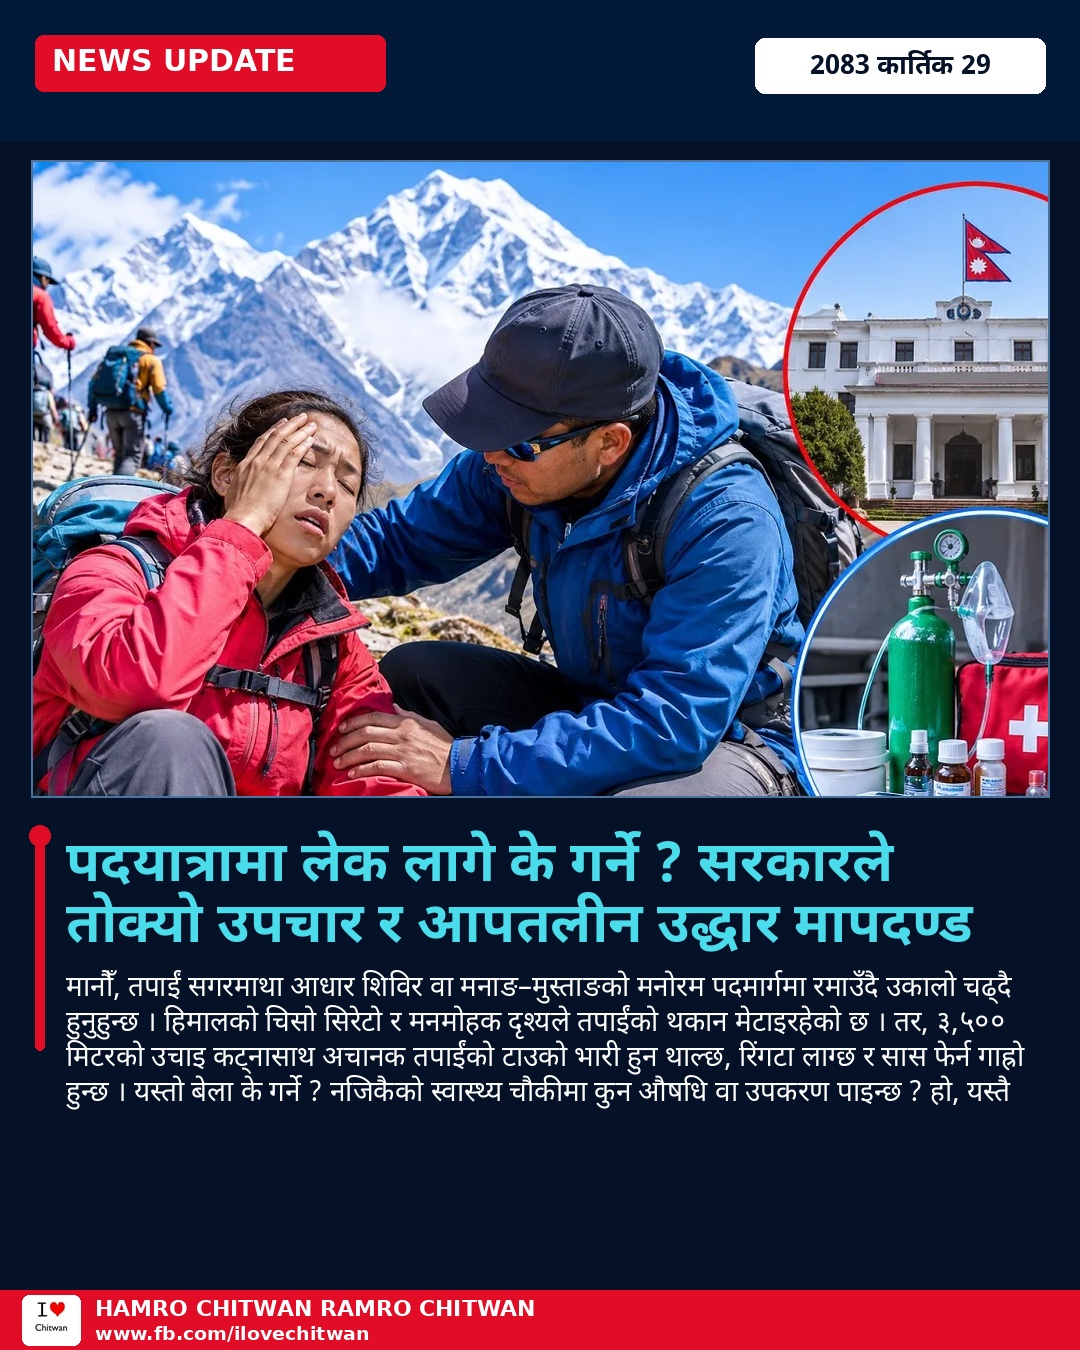 NEWS UPDATE
2083 कार्तिक 29
पदयात्रामा लेक लागे के गर्ने ? सरकारले
तोक्यो उपचार र आपतलीन उद्धार मापदण्ड
मानौँ, तपाईं सगरमाथा आधार शिविर वा मनाङ–मुस्ताङको मनोरम पदमार्गमा रमाउँदै उकालो चढ्दै
हुनुहुन्छ । हिमालको चिसो सिरेटो र मनमोहक दृश्यले तपाईंको थकान मेटाइरहेको छ । तर, ३,५००
मिटरको उचाइ कट्नासाथ अचानक तपाईंको टाउको भारी हुन थाल्छ, रिंगटा लाग्छ र सास फेर्न गाह्रो
हुन्छ । यस्तो बेला के गर्ने ? नजिकैको स्वास्थ्य चौकीमा कुन औषधि वा उपकरण पाइन्छ ? हो, यस्तै
I ♥
Chitwan
HAMRO CHITWAN RAMRO CHITWAN
www.fb.com/ilovechitwan